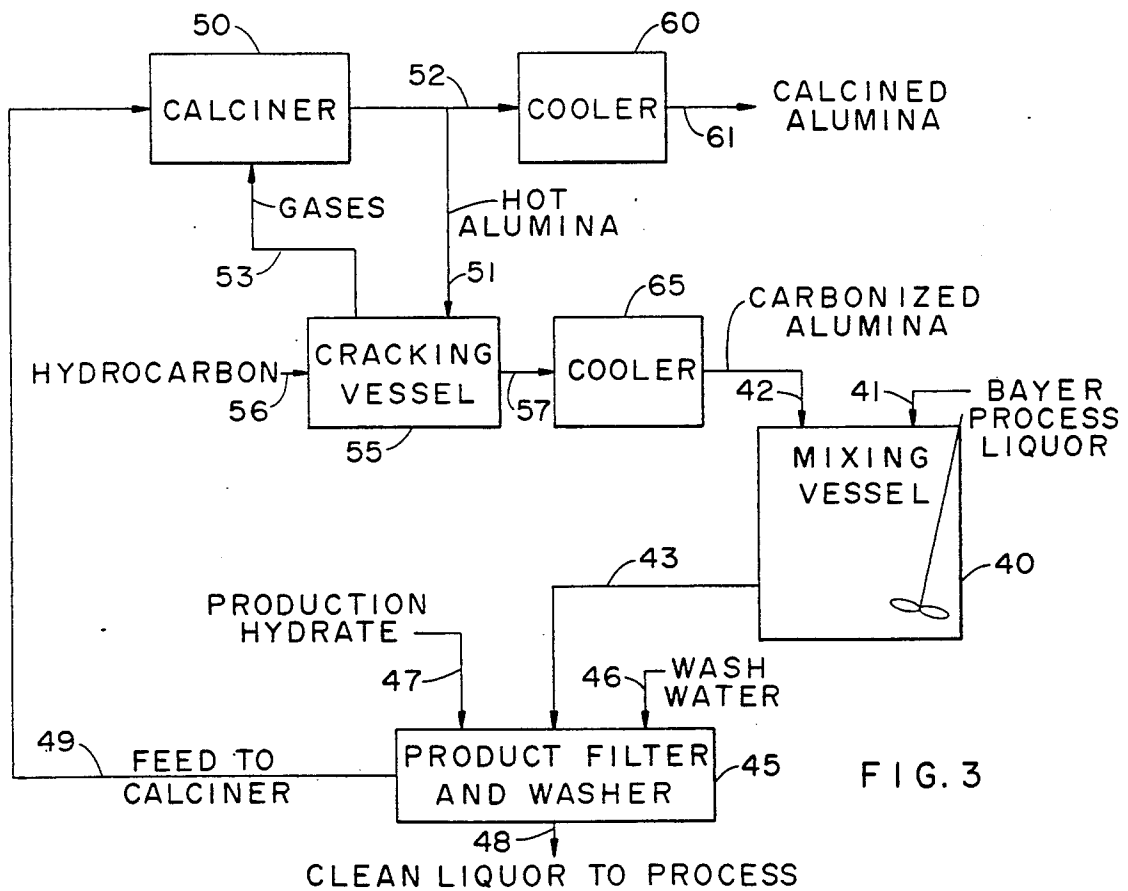 50
60
CALCINER
52
COOLER
61
CALCINED
ALUMINA
GASES
HOT
ALUMINA
53
51
65
CARBONIZED
ALUMINA
HYDROCARBON
56
CRACKING
VESSEL
55
57
COOLER
42
41
BAYER
PROCESS
LIQUOR
MIXING
VESSEL
40
43
PRODUCTION
HYDRATE
47
46
WASH
WATER
49
FEED TO
CALCINER
PRODUCT FILTER
AND WASHER
45
FIG. 3
48
CLEAN LIQUOR TO PROCESS